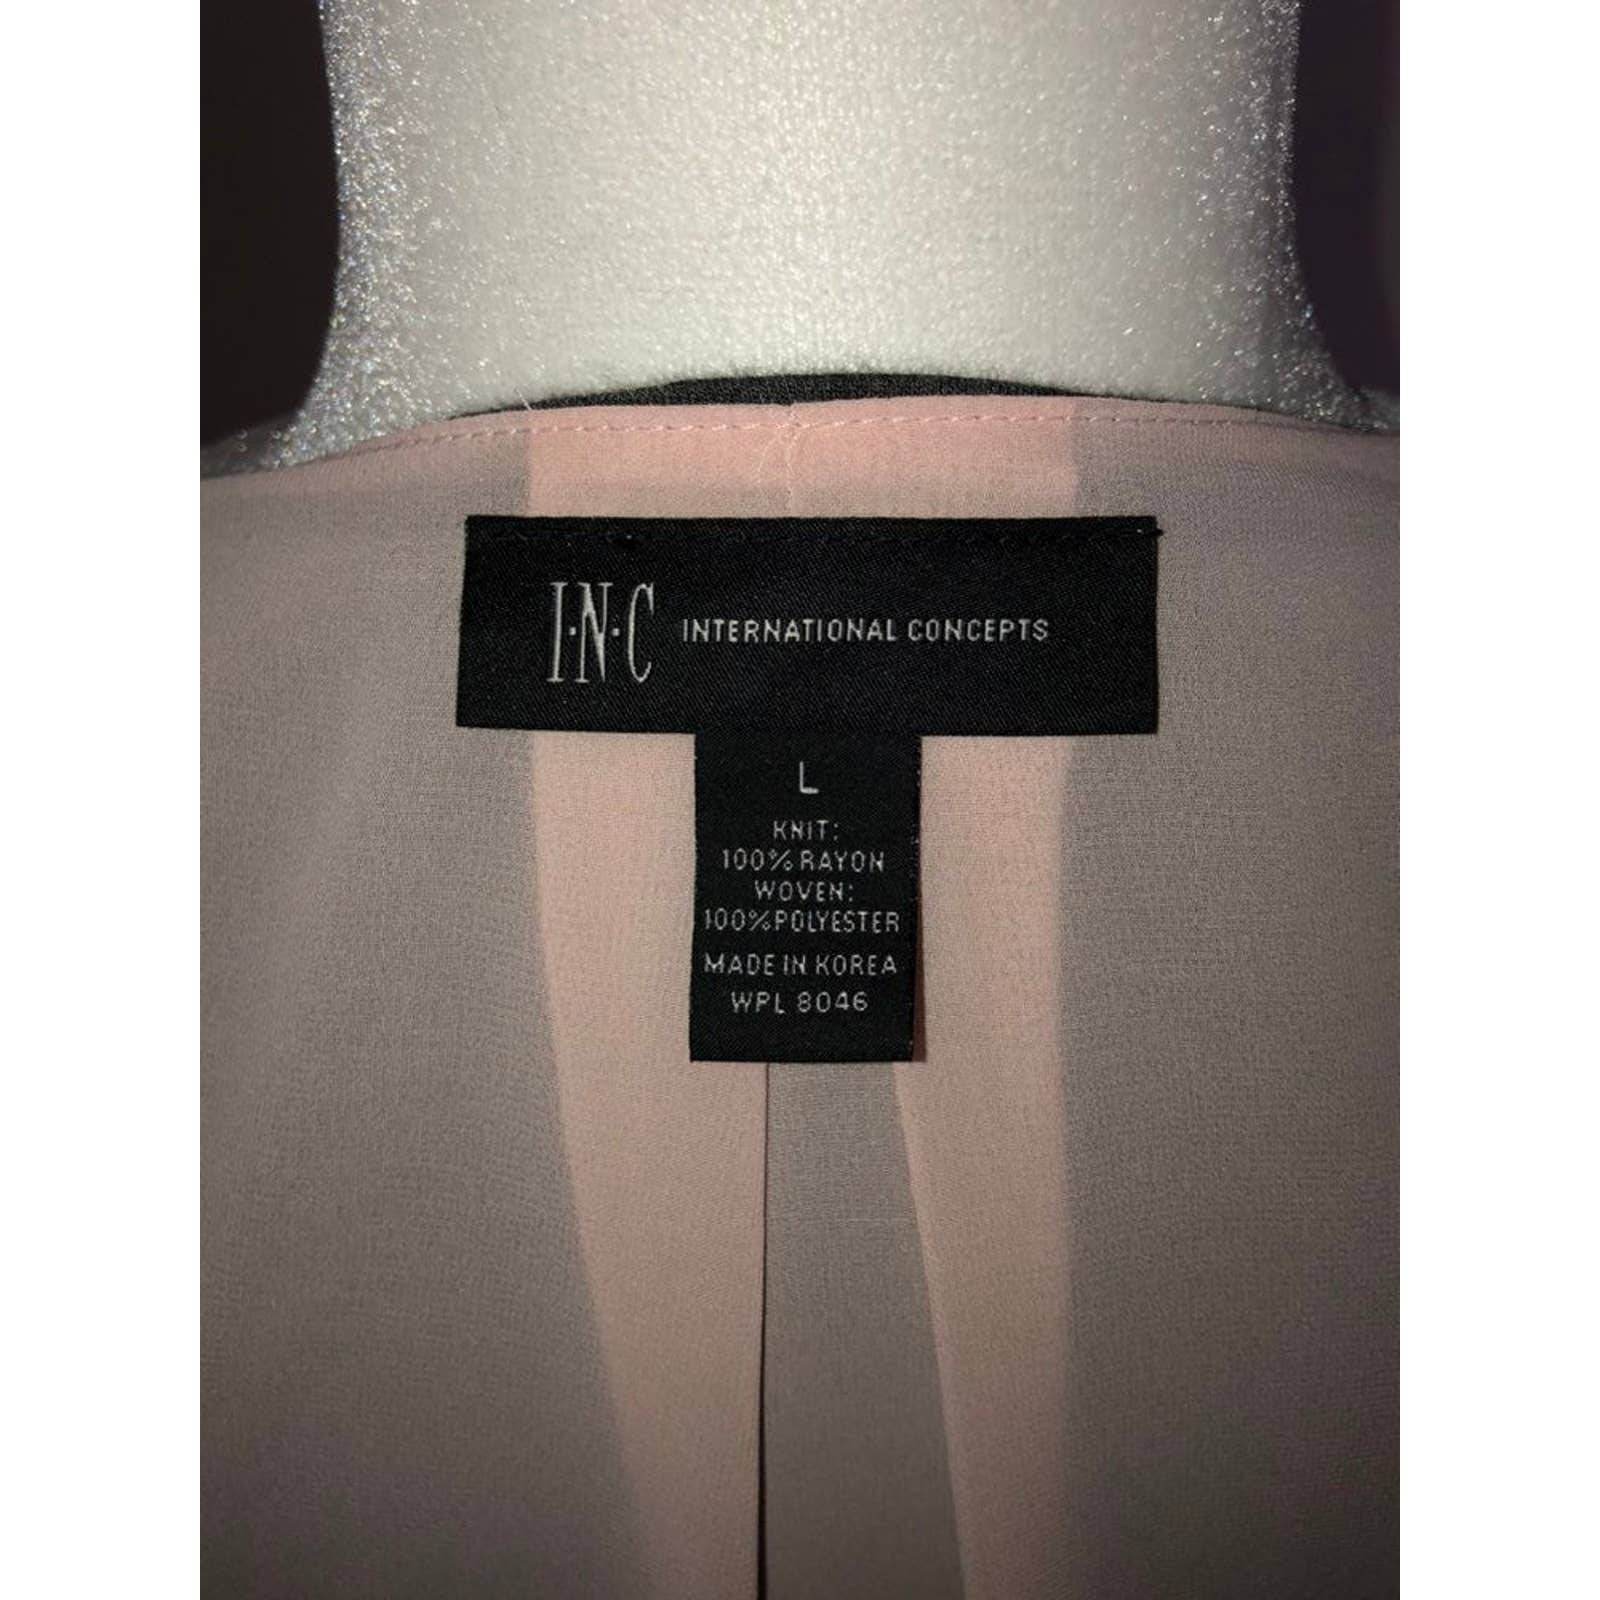 I·N·C INTERNATIONAL CONCEPTS
L
KNIT:
100% RAYON
WOVEN:
100% POLYESTER
MADE IN KOREA
WPL 8046